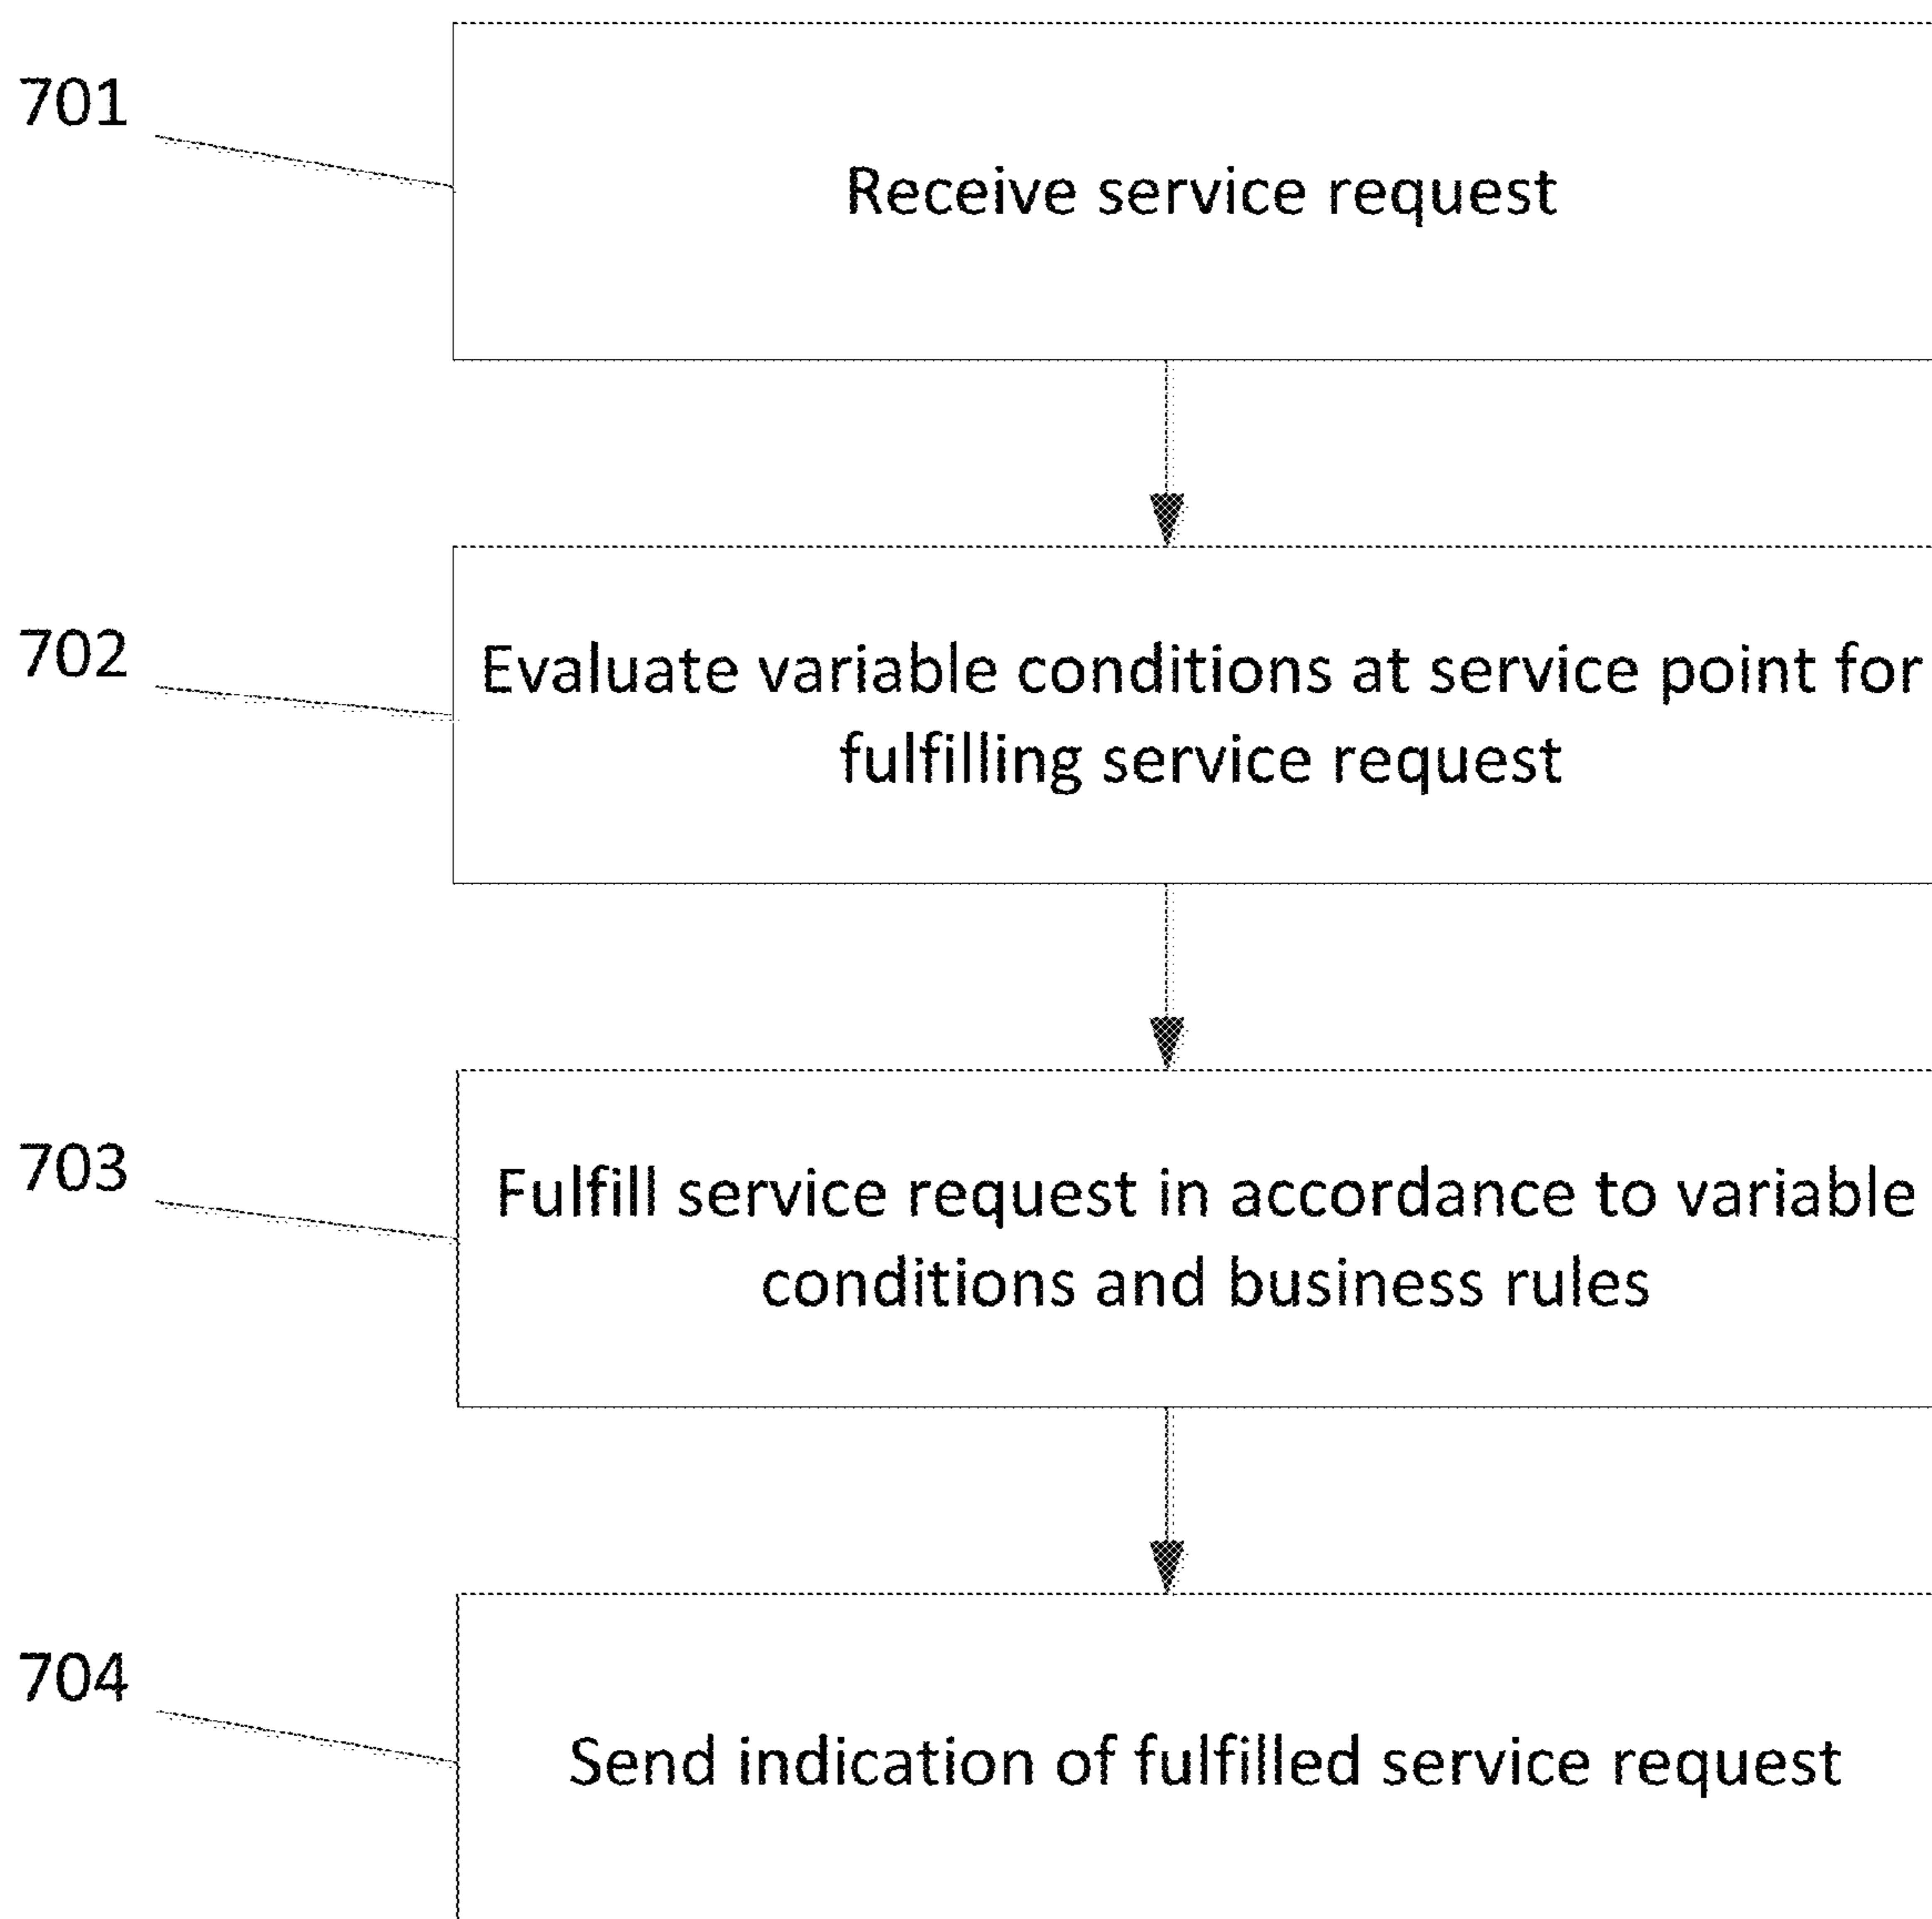 701
Receive service request
702
Evaluate variable conditions at service point for
fulfilling service request
703
Fulfill service request in accordance to variable
conditions and business rules
704
Send indication of fulfilled service request